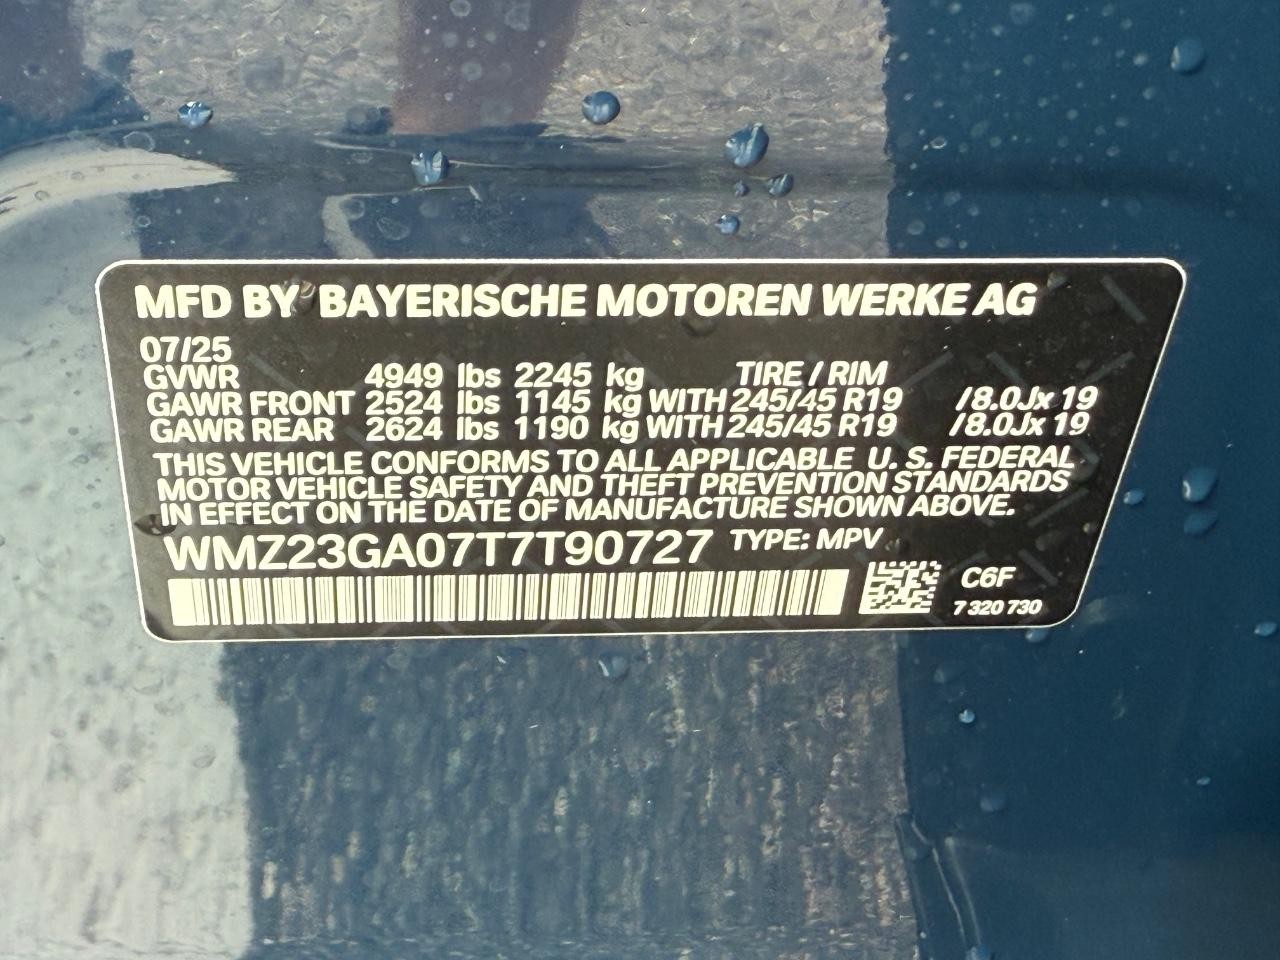 MFD BY BAYERISCHE MOTOREN WERKE AG
07/25
GVWR 4949 lbs 2245 kg TIRE / RIM
GAWR FRONT 2524 lbs 1145 kg WITH 245/45 R19 /8.0Jx 19
GAWR REAR 2624 lbs 1190 kg WITH 245/45 R19 /8.0Jx 19
THIS VEHICLE CONFORMS TO ALL APPLICABLE U. S. FEDERAL
MOTOR VEHICLE SAFETY AND THEFT PREVENTION STANDARDS
IN EFFECT ON THE DATE OF MANUFACTURE SHOWN ABOVE.
WMZ23GA07T7T90727 TYPE: MPV
C6F
7 320 730